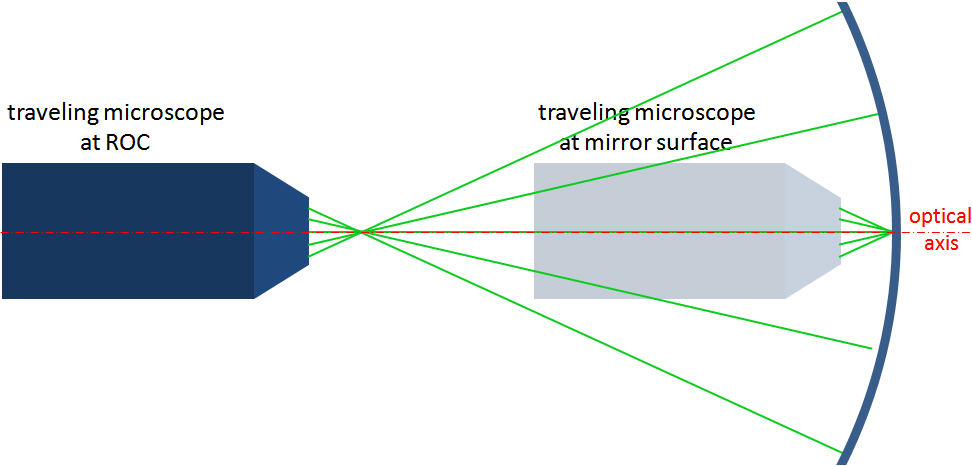 traveling microscope
at ROC
traveling microscope
at mirror surface
optical
axis